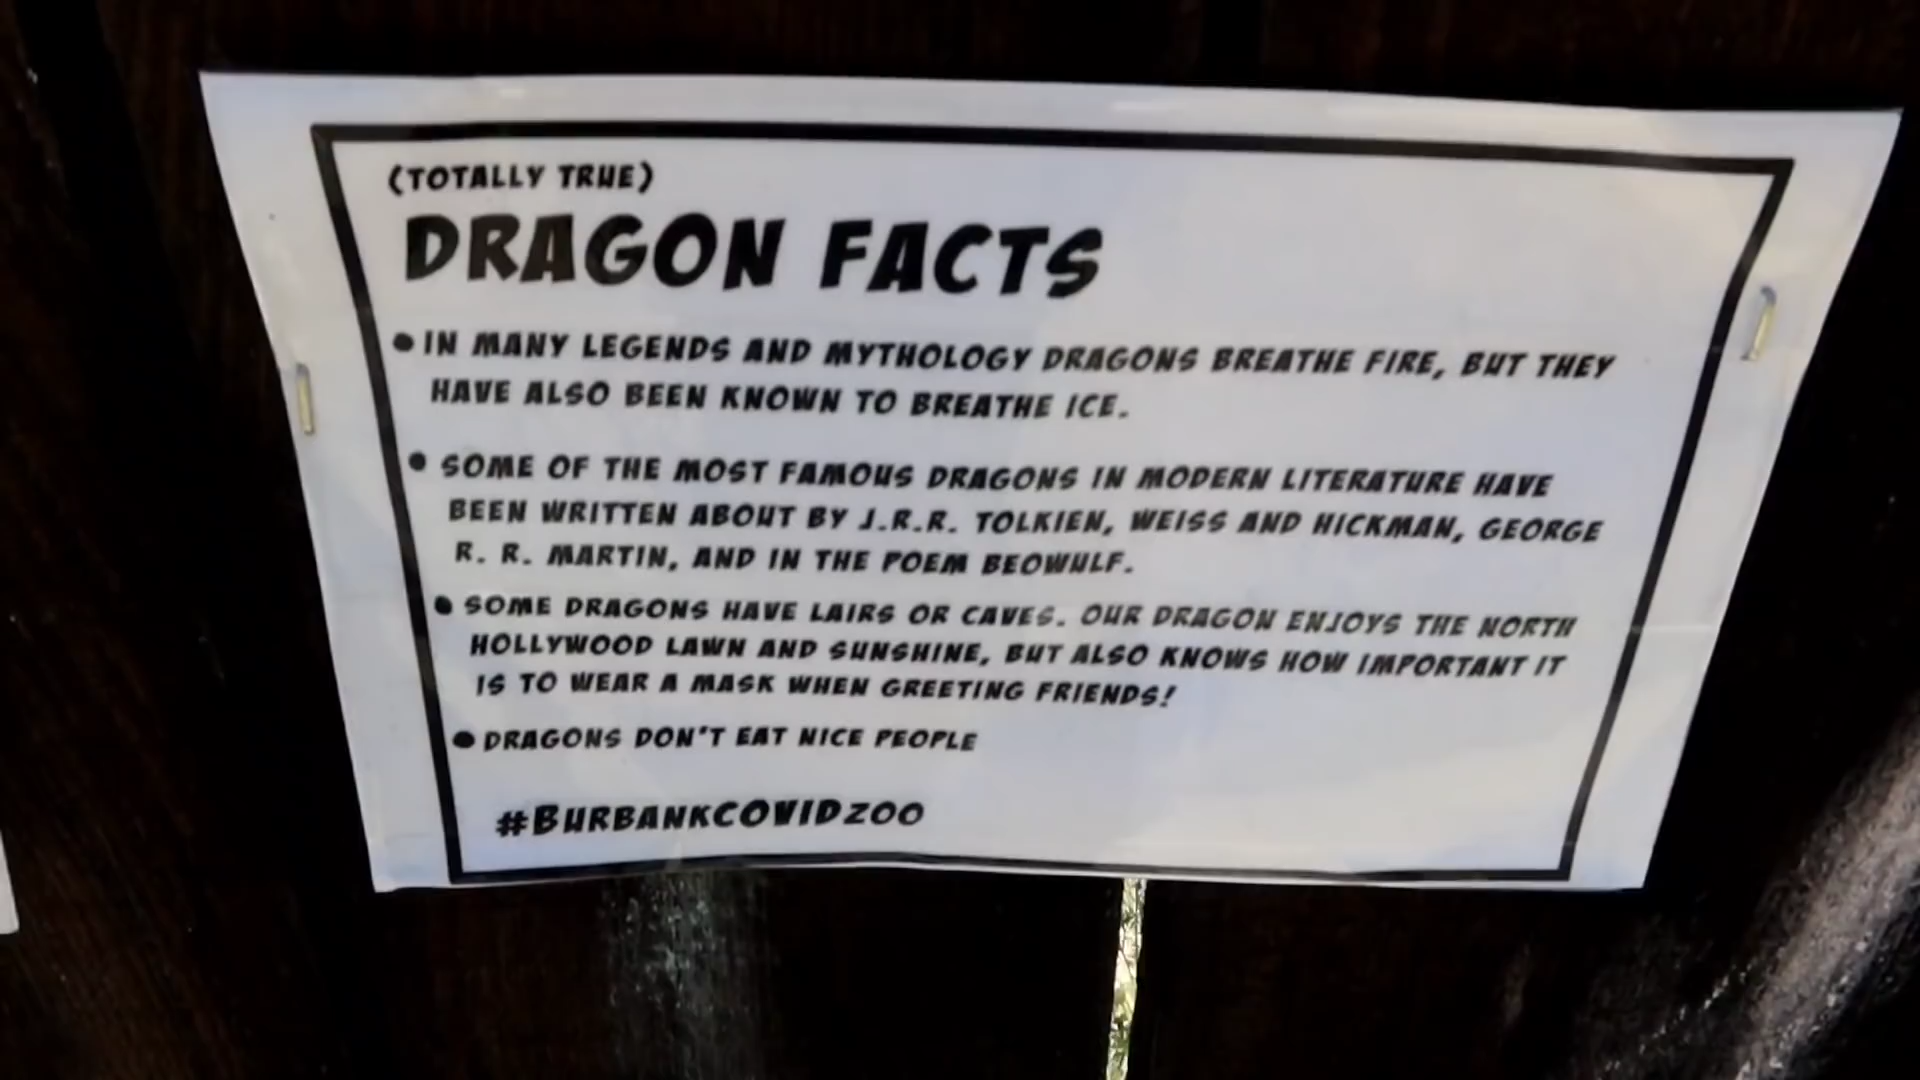 (TOTALLY TRUE)
DRAGON FACTS
• IN MANY LEGENDS AND MYTHOLOGY DRAGONS BREATHE FIRE, BUT THEY
HAVE ALSO BEEN KNOWN TO BREATHE ICE.
• SOME OF THE MOST FAMOUS DRAGONS IN MODERN LITERATURE HAVE
BEEN WRITTEN ABOUT BY J.R.R. TOLKIEN, WEISS AND HICKMAN, GEORGE
R. R. MARTIN, AND IN THE POEM BEOWULF.
• SOME DRAGONS HAVE LAIRS OR CAVES. OUR DRAGON ENJOYS THE NORTH
HOLLYWOOD LAWN AND SUNSHINE, BUT ALSO KNOWS HOW IMPORTANT IT
IS TO WEAR A MASK WHEN GREETING FRIENDS!
• DRAGONS DON'T EAT NICE PEOPLE
#BURBANKCOVIDZOO